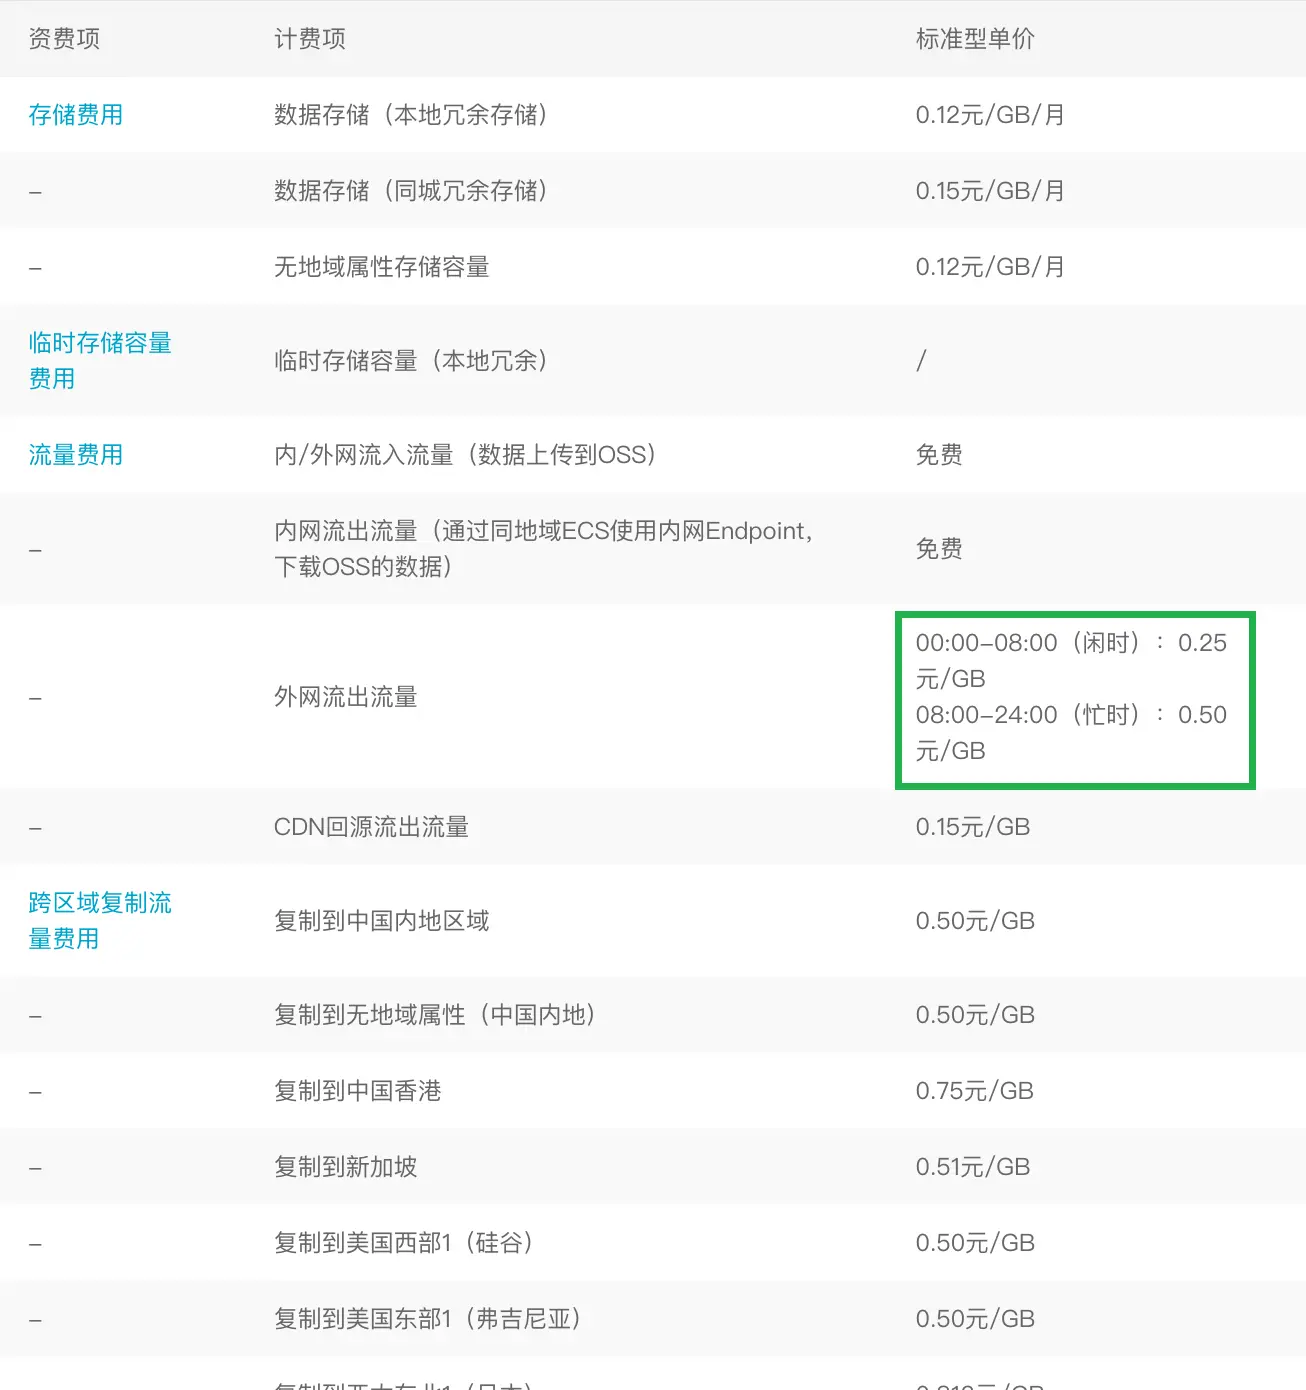 资费项 计费项 标准型单价
存储费用 数据存储（本地冗余存储） 0.12元/GB/月
– 数据存储（同城冗余存储） 0.15元/GB/月
– 无地域属性存储容量 0.12元/GB/月
临时存储容量
费用
临时存储容量（本地冗余） /
流量费用 内/外网流入流量（数据上传到OSS） 免费
–
内网流出流量（通过同地域ECS使用内网Endpoint，
下载OSS的数据）
免费
– 外网流出流量
00:00–08:00（闲时）：0.25
元/GB
08:00–24:00（忙时）：0.50
元/GB
– CDN回源流出流量 0.15元/GB
跨区域复制流
量费用
复制到中国内地区域 0.50元/GB
– 复制到无地域属性（中国内地） 0.50元/GB
– 复制到中国香港 0.75元/GB
– 复制到新加坡 0.51元/GB
– 复制到美国西部1（硅谷） 0.50元/GB
– 复制到美国东部1（弗吉尼亚） 0.50元/GB